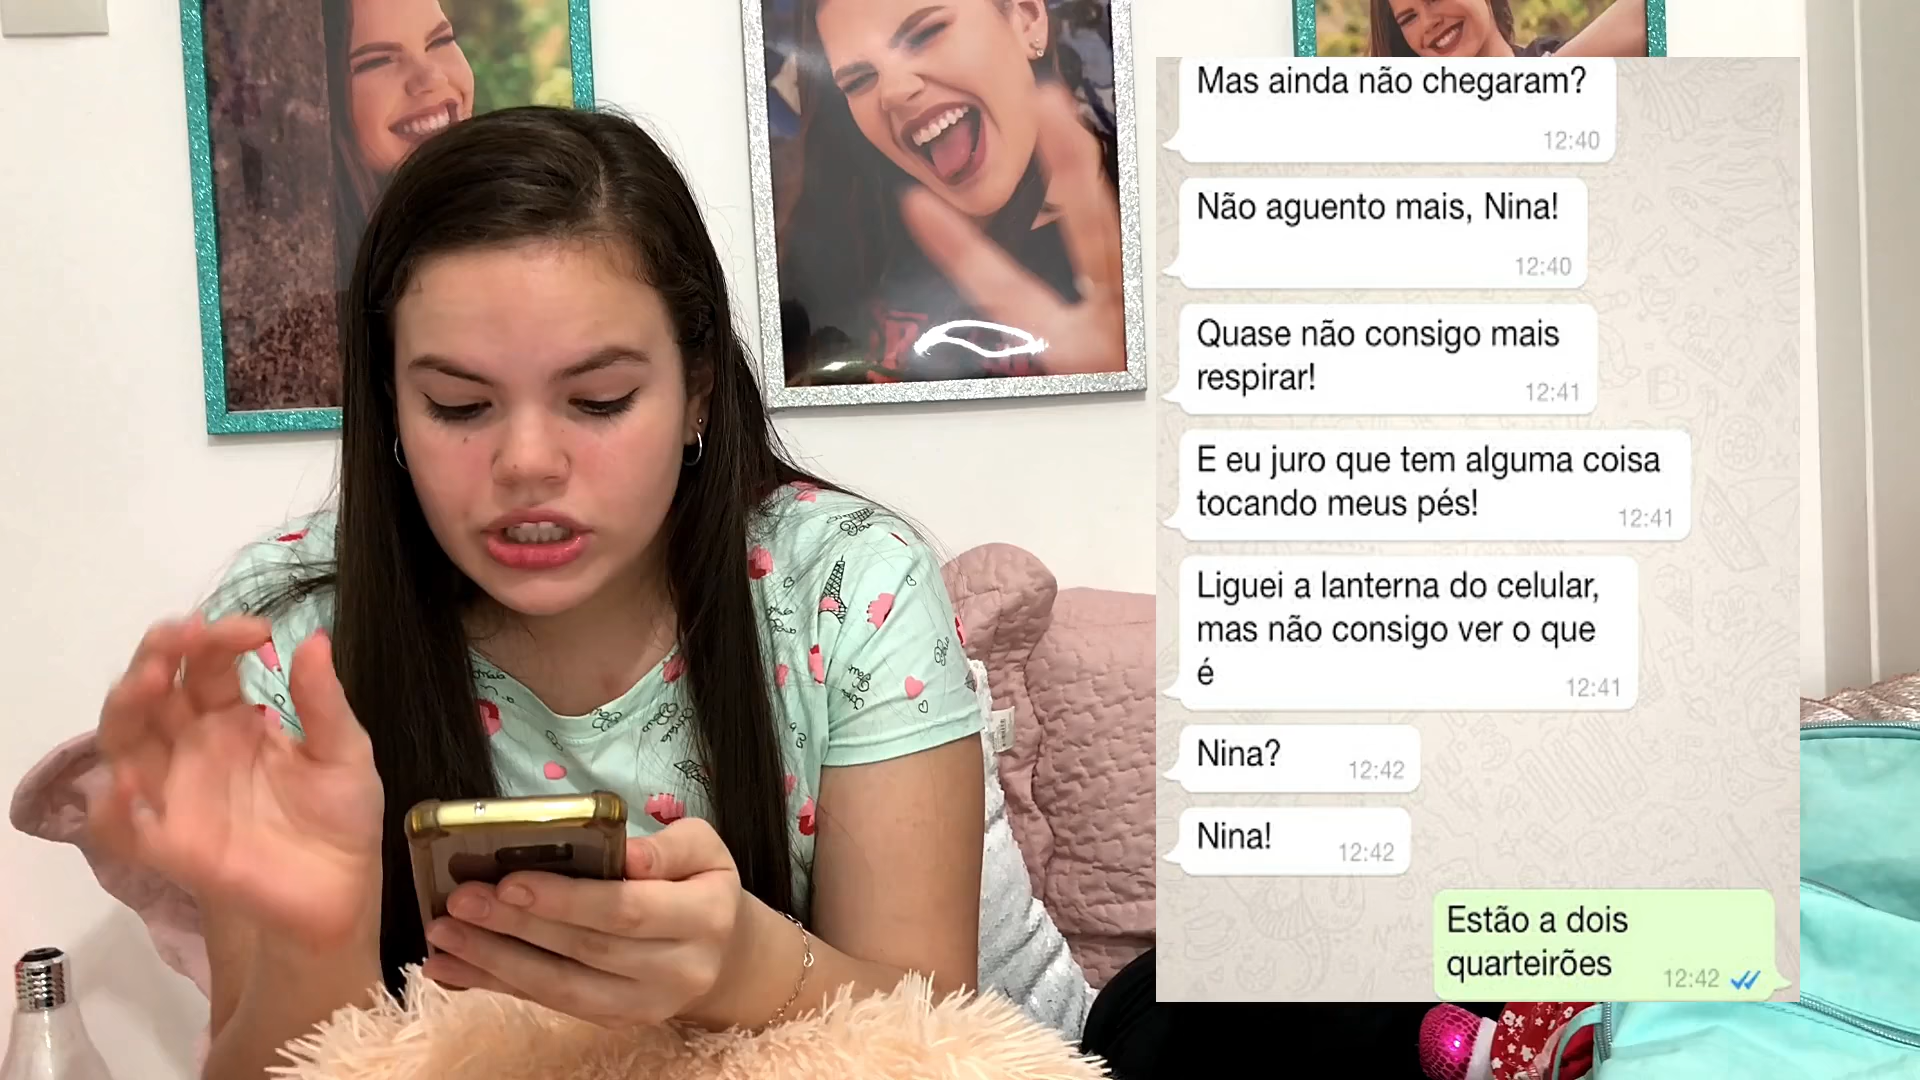 Mas ainda não chegaram?
12:40
Não aguento mais, Nina!
12:40
Quase não consigo mais
respirar!
12:41
E eu juro que tem alguma coisa
tocando meus pés!
12:41
Liguei a lanterna do celular,
mas não consigo ver o que
é
12:41
Nina?
12:42
Nina!
12:42
Estão a dois
quarteirões
12:42